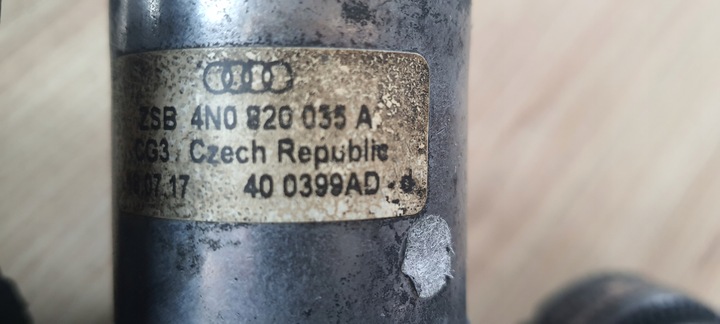 ZSB 4N0 820 035 A
CG3 Czech Republic
.07.17 40 0399AD